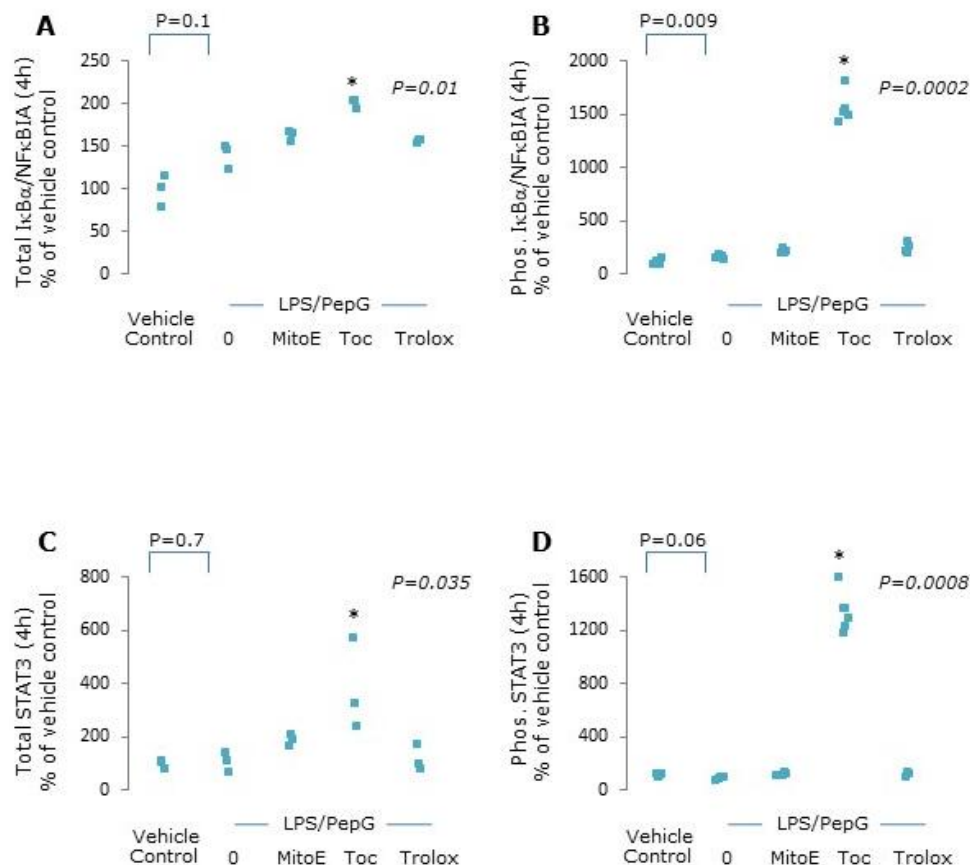 A
P=0.1
Total IκBα/NFκBIA (4h)
% of vehicle control
250
200
150
100
50
0
*
P=0.01
LPS/PepG
Vehicle
Control
0
MitoE
Toc
Trolox
B
P=0.009
Phos. IκBα/NFκBIA (4h)
% of vehicle control
2000
1500
1000
500
0
*
P=0.0002
LPS/PepG
Vehicle
Control
0
MitoE
Toc
Trolox
C
P=0.7
Total STAT3 (4h)
% of vehicle control
800
600
400
200
0
*
P=0.035
LPS/PepG
Vehicle
Control
0
MitoE
Toc
Trolox
D
P=0.06
Phos. STAT3 (4h)
% of vehicle control
1600
1200
800
400
0
*
P=0.0008
LPS/PepG
Vehicle
Control
0
MitoE
Toc
Trolox